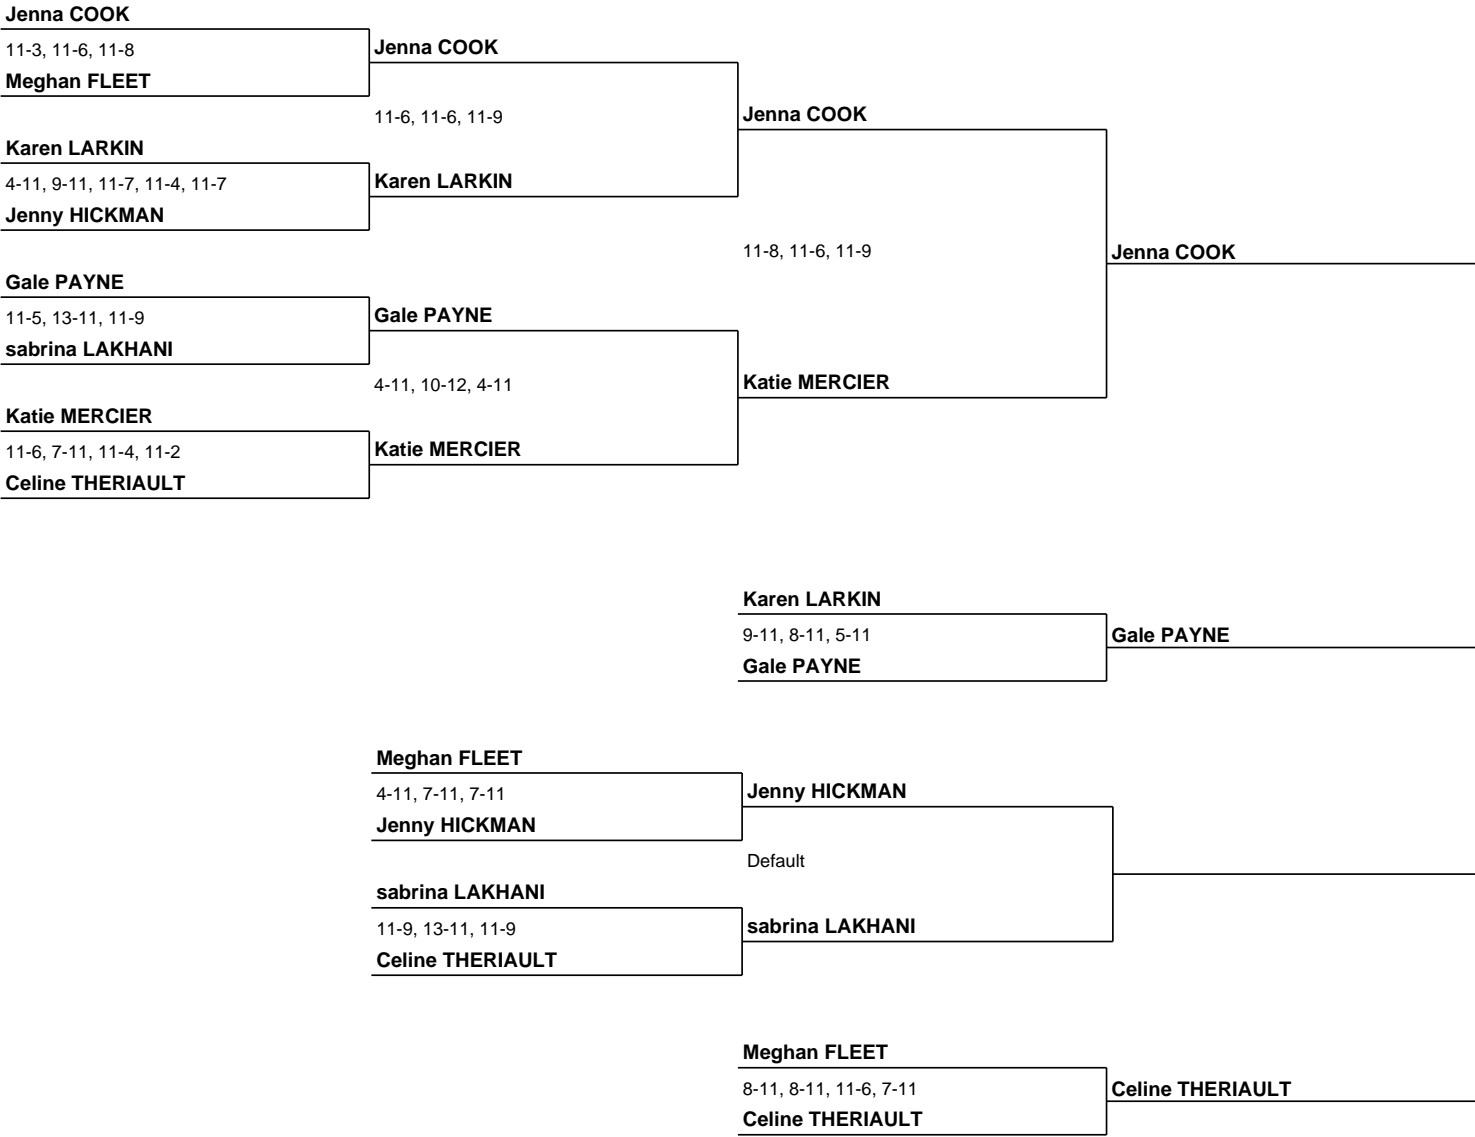 Jenna COOK
11-3, 11-6, 11-8
Meghan FLEET
Jenna COOK
11-6, 11-6, 11-9
Karen LARKIN
4-11, 9-11, 11-7, 11-4, 11-7
Jenny HICKMAN
Karen LARKIN
Jenna COOK
11-8, 11-6, 11-9
Jenna COOK
Gale PAYNE
11-5, 13-11, 11-9
sabrina LAKHANI
Gale PAYNE
4-11, 10-12, 4-11
Katie MERCIER
Katie MERCIER
11-6, 7-11, 11-4, 11-2
Celine THERIAULT
Katie MERCIER
Karen LARKIN
9-11, 8-11, 5-11
Gale PAYNE
Gale PAYNE
Meghan FLEET
4-11, 7-11, 7-11
Jenny HICKMAN
Jenny HICKMAN
Default
sabrina LAKHANI
11-9, 13-11, 11-9
Celine THERIAULT
sabrina LAKHANI
Meghan FLEET
8-11, 8-11, 11-6, 7-11
Celine THERIAULT
Celine THERIAULT